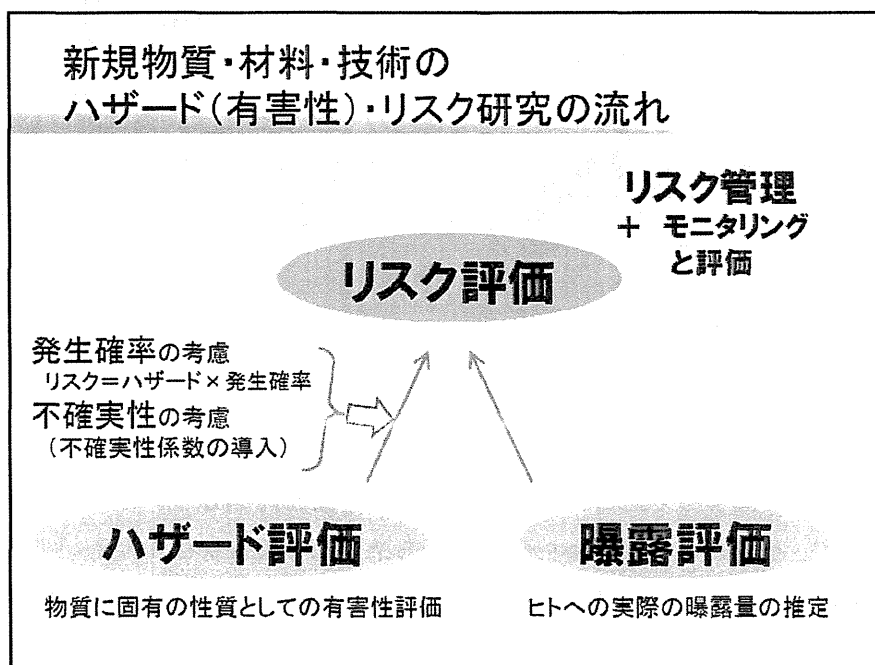 新規物質・材料・技術の
ハザード(有害性)・リスク研究の流れ
リスク管理
+ モニタリング
と評価
リスク評価
発生確率の考慮
リスク=ハザード×発生確率
不確実性の考慮
(不確実性係数の導入)
ハザード評価
曝露評価
物質に固有の性質としての有害性評価
ヒトへの実際の曝露量の推定